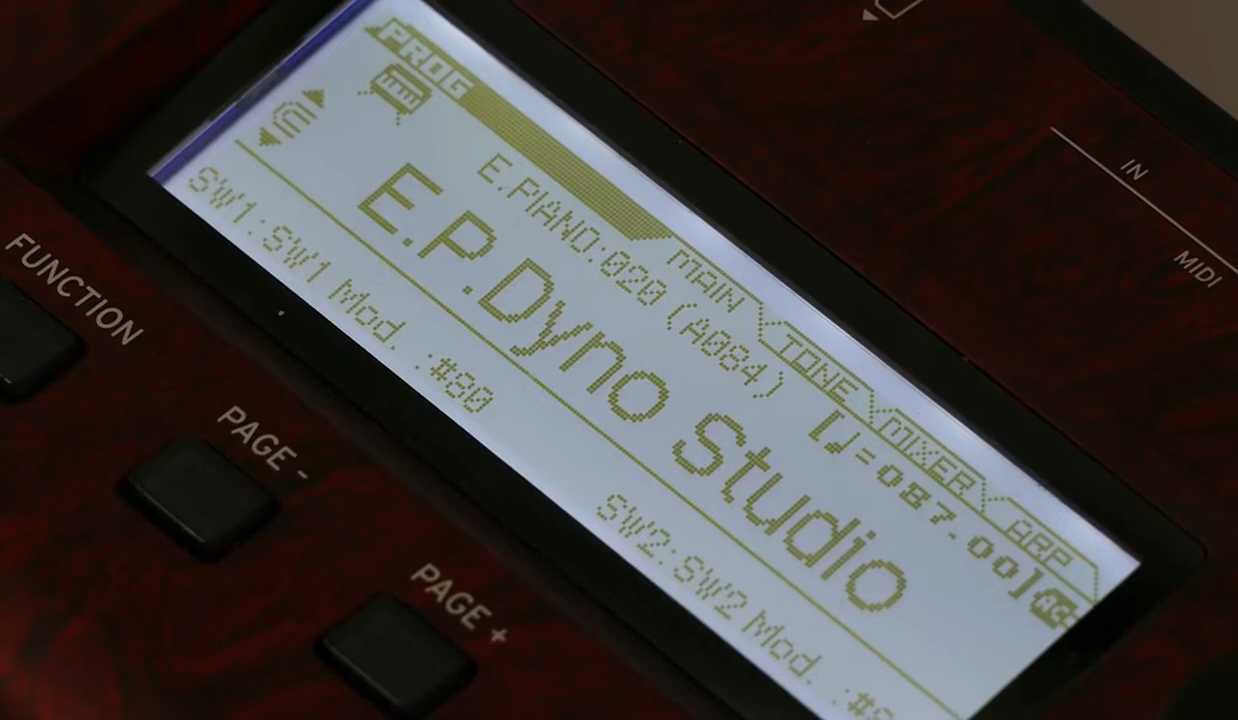 PROG
MAIN TONE MIXER ARP
E.PIANO:020 (A084) [♩=087.00]
E.P.Dyno Studio
SW1:SW1 Mod. :#80
SW2:SW2 Mod. :#
FUNCTION
PAGE -
PAGE +
IN
MIDI